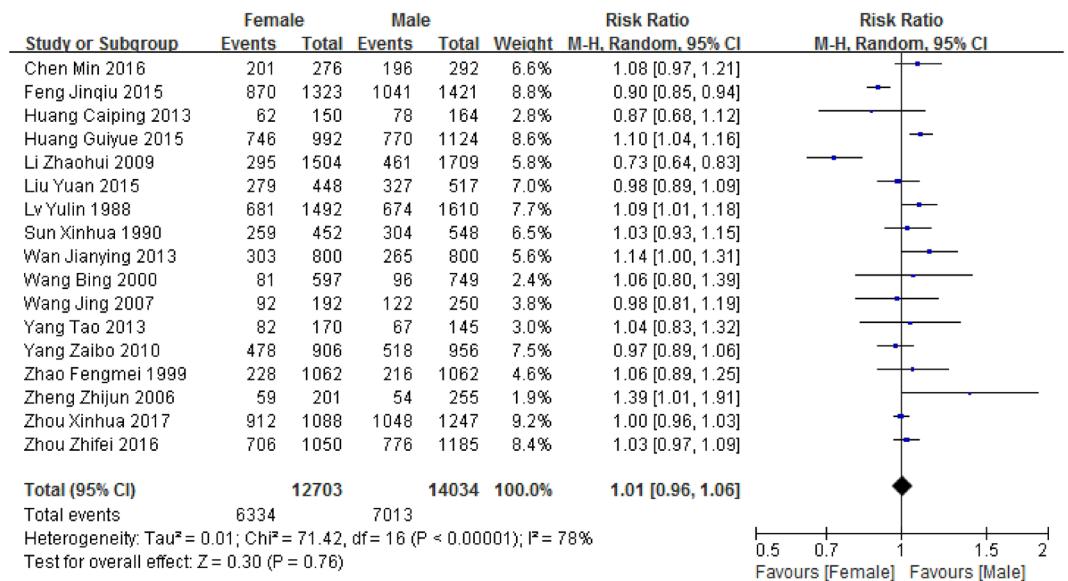 Female Male Risk Ratio Risk Ratio
Study or Subgroup Events Total Events Total Weight M-H, Random, 95% CI M-H, Random, 95% CI
Chen Min 2016 201 276 196 292 6.6% 1.08 [0.97, 1.21]
Feng Jinqiu 2015 870 1323 1041 1421 8.8% 0.90 [0.85, 0.94]
Huang Caiping 2013 62 150 78 164 2.8% 0.87 [0.68, 1.12]
Huang Guiyue 2015 746 992 770 1124 8.6% 1.10 [1.04, 1.16]
Li Zhaohui 2009 295 1504 461 1709 5.8% 0.73 [0.64, 0.83]
Liu Yuan 2015 279 448 327 517 7.0% 0.98 [0.89, 1.09]
Lv Yulin 1988 681 1492 674 1610 7.7% 1.09 [1.01, 1.18]
Sun Xinhua 1990 259 452 304 548 6.5% 1.03 [0.93, 1.15]
Wan Jianying 2013 303 800 265 800 5.6% 1.14 [1.00, 1.31]
Wang Bing 2000 81 597 96 749 2.4% 1.06 [0.80, 1.39]
Wang Jing 2007 92 192 122 250 3.8% 0.98 [0.81, 1.19]
Yang Tao 2013 82 170 67 145 3.0% 1.04 [0.83, 1.32]
Yang Zaibo 2010 478 906 518 956 7.5% 0.97 [0.89, 1.06]
Zhao Fengmei 1999 228 1062 216 1062 4.6% 1.06 [0.89, 1.25]
Zheng Zhijun 2006 59 201 54 255 1.9% 1.39 [1.01, 1.91]
Zhou Xinhua 2017 912 1088 1048 1247 9.0% 1.00 [0.96, 1.03]
Zhou Zhifei 2016 706 1050 776 1185 8.4% 1.03 [0.97, 1.09]
Total (95% CI) 12703 14034 100.0% 1.01 [0.96, 1.06]
Total events 6334 7013
Heterogeneity: Tau² = 0.01; Chi² = 71.42, df = 16 (P < 0.00001); I² = 78%
Test for overall effect: Z = 0.30 (P = 0.76)
0.5 0.7 1 1.5 2
Favours [Female] Favours [Male]